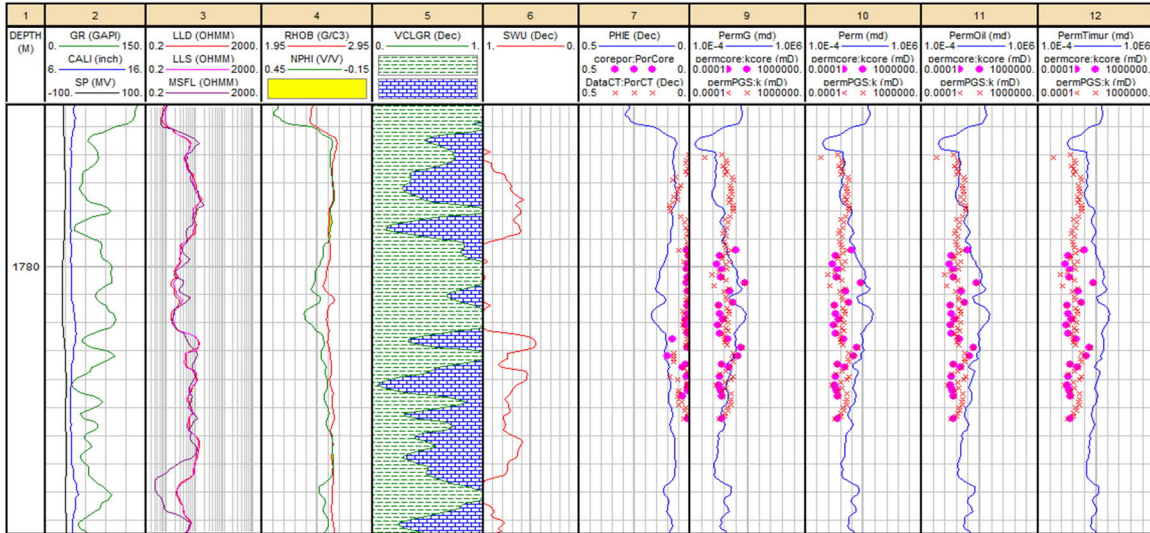 1 2 3 4 5 6 7 9 10 11 12
DEPTH (M)
GR (GAPI)
0. 150.
CALI (inch)
6. 16.
SP (MV)
-100. 100.
LLD (OHMM)
0.2 2000.
LLS (OHMM)
0.2 2000.
MSFL (OHMM)
0.2 2000.
RHOB (G/C3)
1.95 2.95
NPHI (V/V)
0.45 -0.15
VCLGR (Dec)
0. 1.
SWU (Dec)
1. 0.
PHIE (Dec)
0.5 0.
corepor:PorCore
0.5 0.
DataCT:PorCT (Dec)
0.5 0.
PermG (md)
1.0E-4 1.0E6
permcore:kcore (mD)
0.0001 1000000.
permPGS:k (mD)
0.0001 1000000.
Perm (md)
1.0E-4 1.0E6
permcore:kcore (mD)
0.0001 1000000.
permPGS:k (mD)
0.0001 1000000.
PermOil (md)
1.0E-4 1.0E6
permcore:kcore (mD)
0.0001 1000000.
permPGS:k (mD)
0.0001 1000000.
PermTimur (md)
1.0E-4 1.0E6
permcore:kcore (mD)
0.0001 1000000.
permPGS:k (mD)
0.0001 1000000.
1780